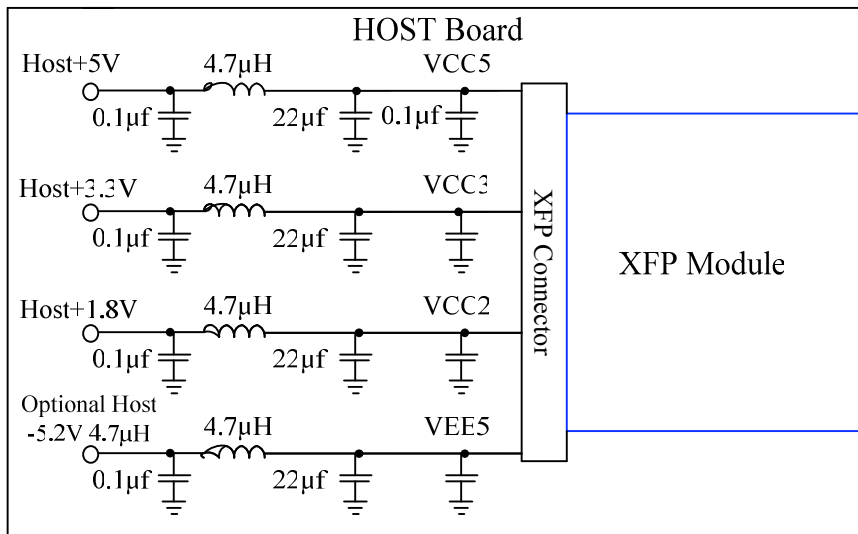 HOST Board
Host+5V
4.7µH
VCC5
0.1µf
22µf
0.1µf
Host+3.3V
4.7µH
VCC3
0.1µf
22µf
Host+1.8V
4.7µH
VCC2
0.1µf
22µf
Optional Host
-5.2V 4.7µH
4.7µH
VEE5
0.1µf
22µf
XFP Connector
XFP Module